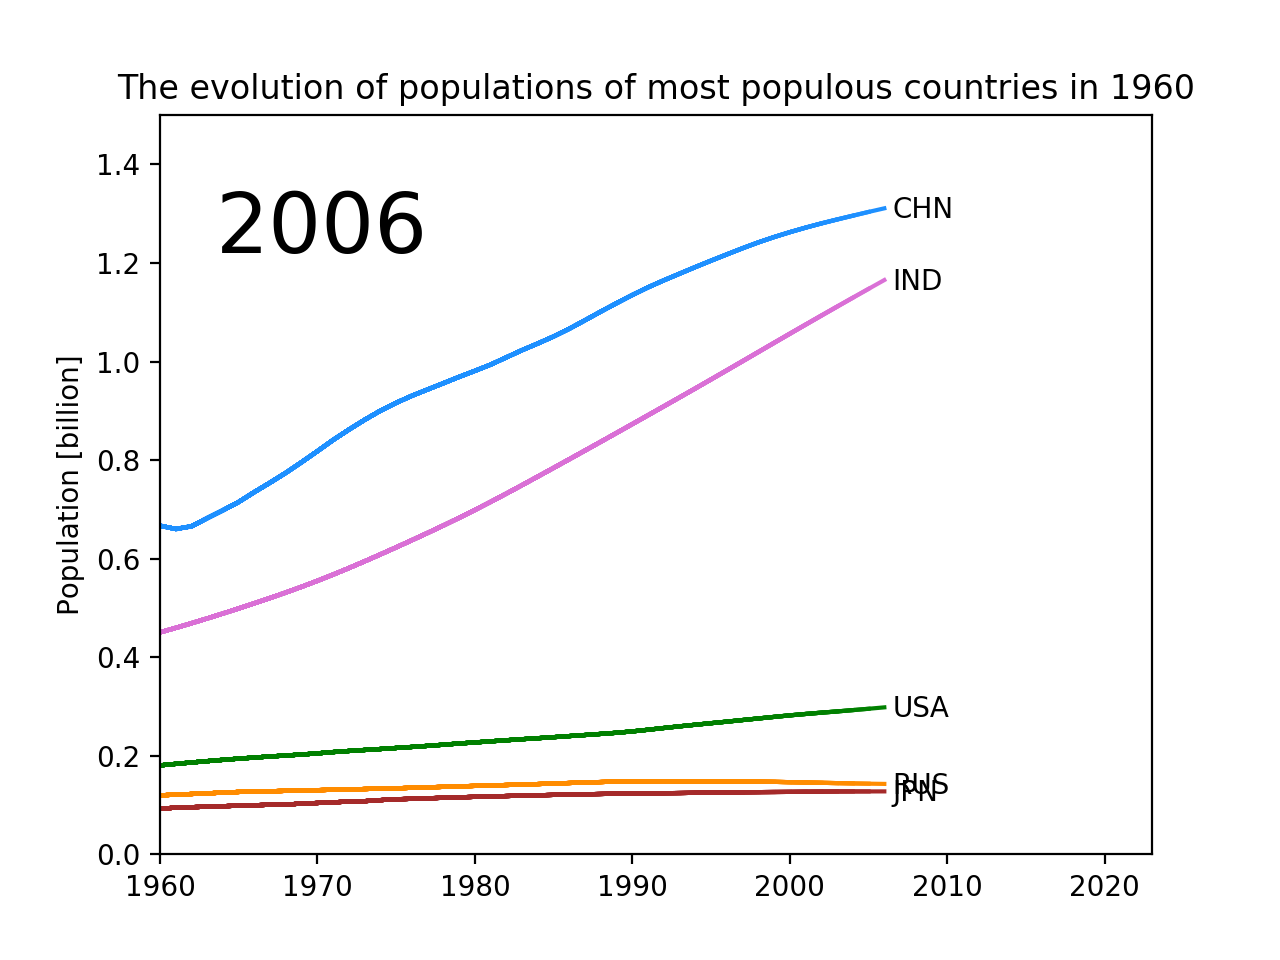 The evolution of populations of most populous countries in 1960
2006
Population [billion]
1.4
1.2
1.0
0.8
0.6
0.4
0.2
0.0
CHN
IND
USA
RUS
JPN
1960 1970 1980 1990 2000 2010 2020